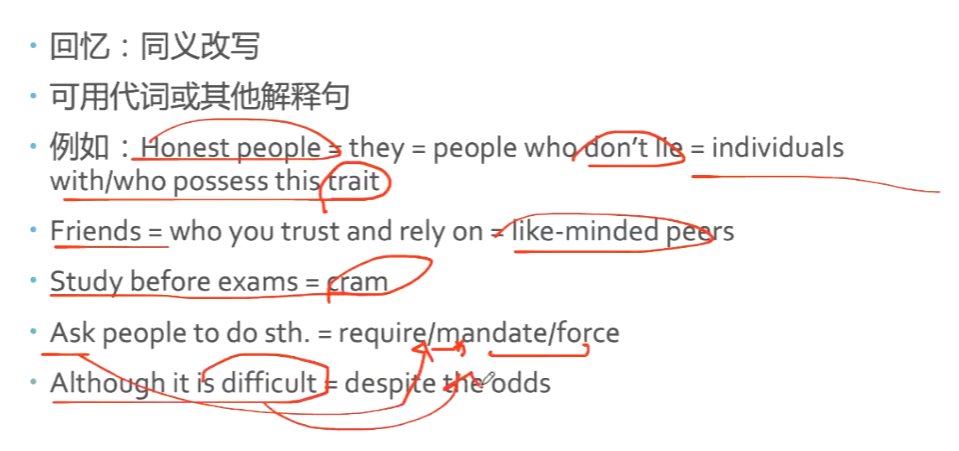 • 回忆：同义改写
• 可用代词或其他解释句
• 例如：Honest people = they = people who don't lie = individuals
with/who possess this trait
• Friends = who you trust and rely on = like-minded peers
• Study before exams = cram
• Ask people to do sth. = require/mandate/force
• Although it is difficult = despite the odds